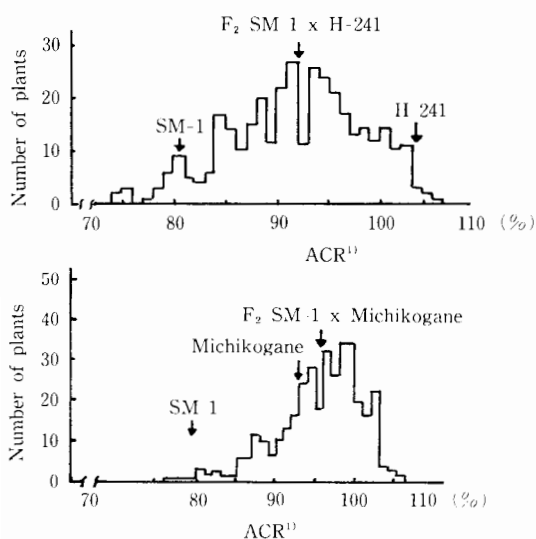 F₂ SM 1 x H-241
30
20
10
0
Number of plants
SM-1
H 241
70 80 90 100 110 (‰)
ACR¹⁾
F₂ SM-1 x Michikogane
50
40
30
20
10
0
Number of plants
Michikogane
SM 1
70 80 90 100 110 (‰)
ACR¹⁾